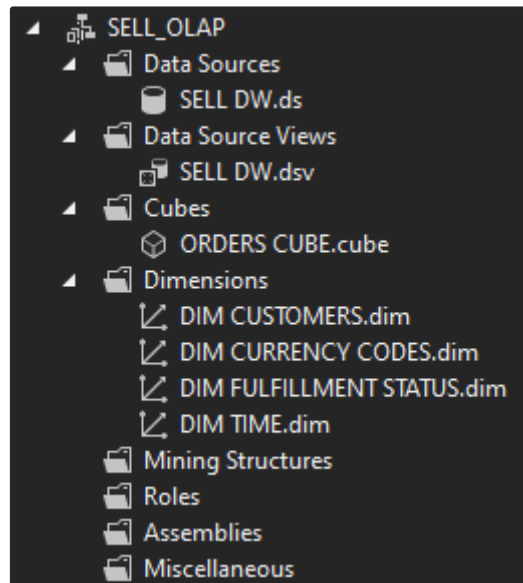 SELL_OLAP
Data Sources
SELL DW.ds
Data Source Views
SELL DW.dsv
Cubes
ORDERS CUBE.cube
Dimensions
DIM CUSTOMERS.dim
DIM CURRENCY CODES.dim
DIM FULFILLMENT STATUS.dim
DIM TIME.dim
Mining Structures
Roles
Assemblies
Miscellaneous